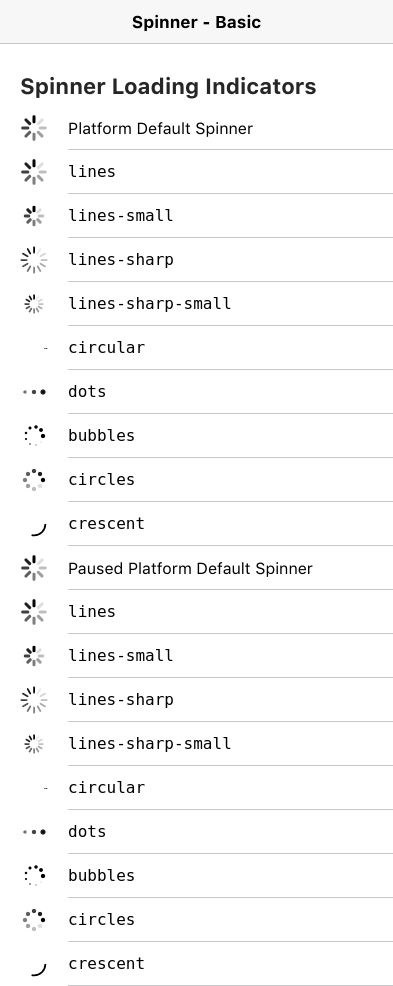 Spinner - Basic
Spinner Loading Indicators
Platform Default Spinner
lines
lines-small
lines-sharp
lines-sharp-small
circular
dots
bubbles
circles
crescent
Paused Platform Default Spinner
lines
lines-small
lines-sharp
lines-sharp-small
circular
dots
bubbles
circles
crescent